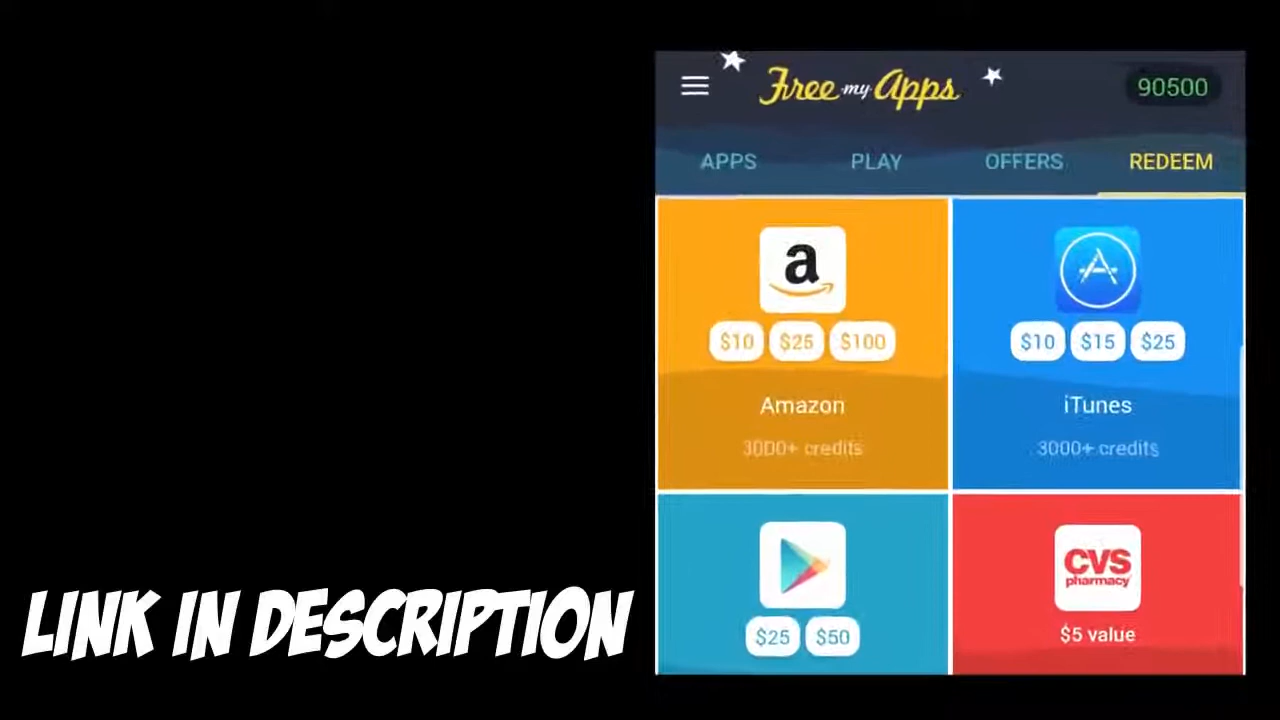 Free my Apps
90500
APPS PLAY OFFERS REDEEM
a
$10 $25 $100
Amazon
3000+ credits
$10 $15 $25
iTunes
3000+ credits
$25 $50
CVS
pharmacy
$5 value
LINK IN DESCRIPTION